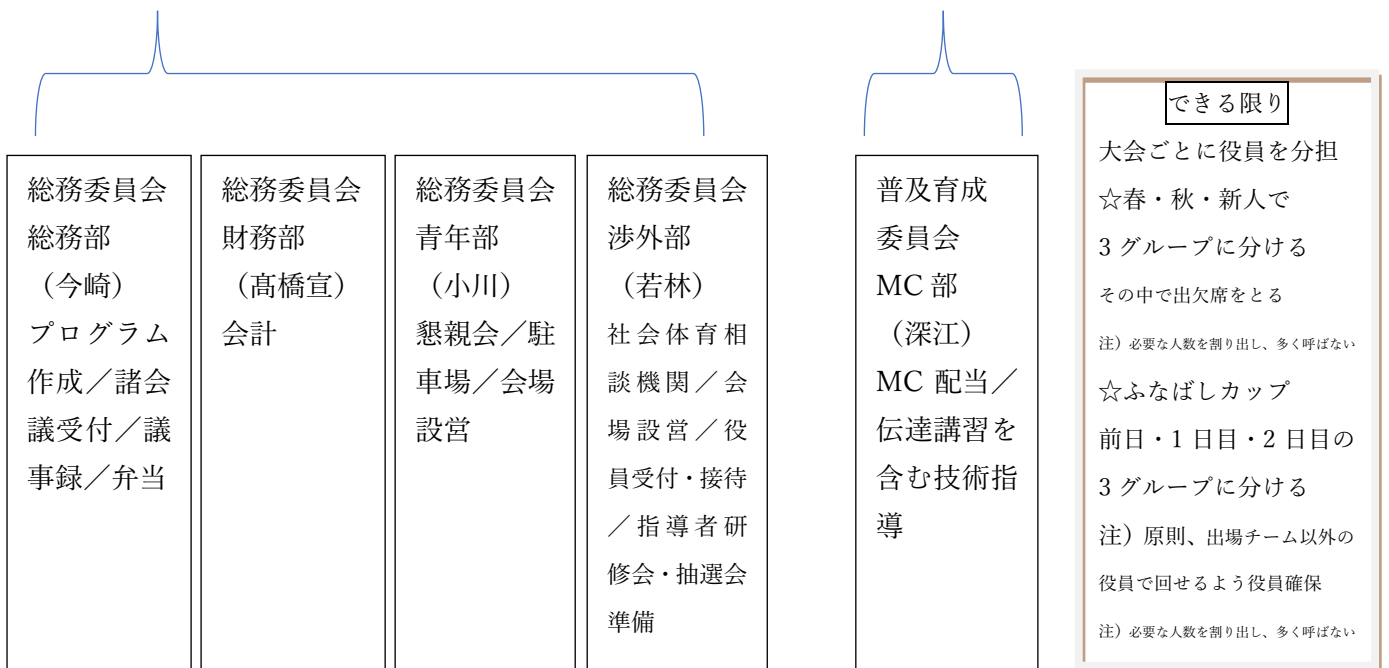 総務委員会
総務部
（今崎）
プログラム
作成／諸会
議受付／議
事録／弁当
総務委員会
財務部
（髙橋宣）
会計
総務委員会
青年部
（小川）
懇親会／駐
車場／会場
設営
総務委員会
渉外部
（若林）
社会体育相
談機関／会
場設営／役
員受付・接待
／指導者研
修会・抽選会
準備
普及育成
委員会
MC 部
（深江）
MC 配当／
伝達講習を
含む技術指
導
できる限り
大会ごとに役員を分担
☆春・秋・新人で
3 グループに分ける
その中で出欠席をとる
注）必要な人数を割り出し、多く呼ばない
☆ふなばしカップ
前日・1 日目・2 日目の
3 グループに分ける
注）原則、出場チーム以外の
役員で回せるよう役員確保
注）必要な人数を割り出し、多く呼ばない